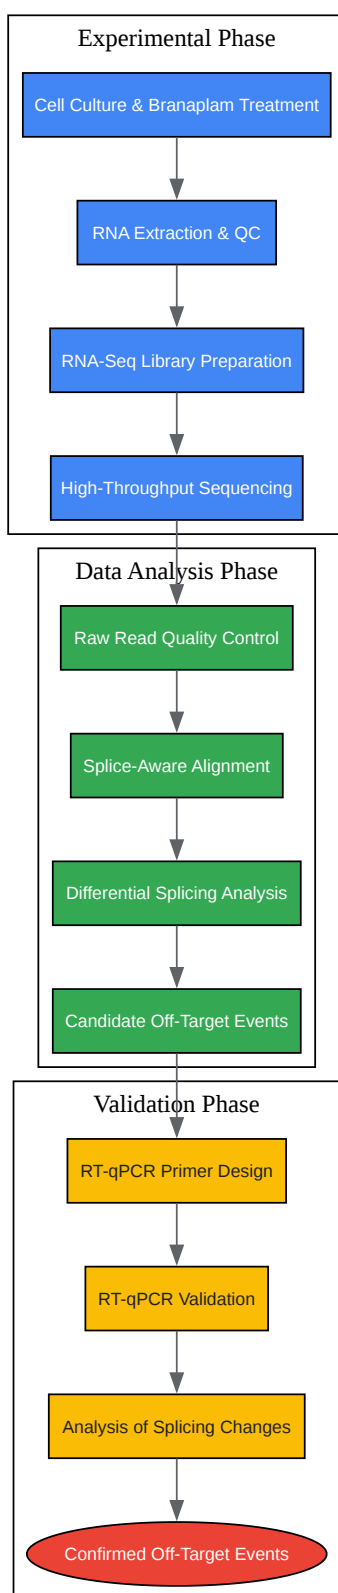 Experimental Phase
Cell Culture & Branaplam Treatment
RNA Extraction & QC
RNA-Seq Library Preparation
High-Throughput Sequencing
Data Analysis Phase
Raw Read Quality Control
Splice-Aware Alignment
Differential Splicing Analysis
Candidate Off-Target Events
Validation Phase
RT-qPCR Primer Design
RT-qPCR Validation
Analysis of Splicing Changes
Confirmed Off-Target Events